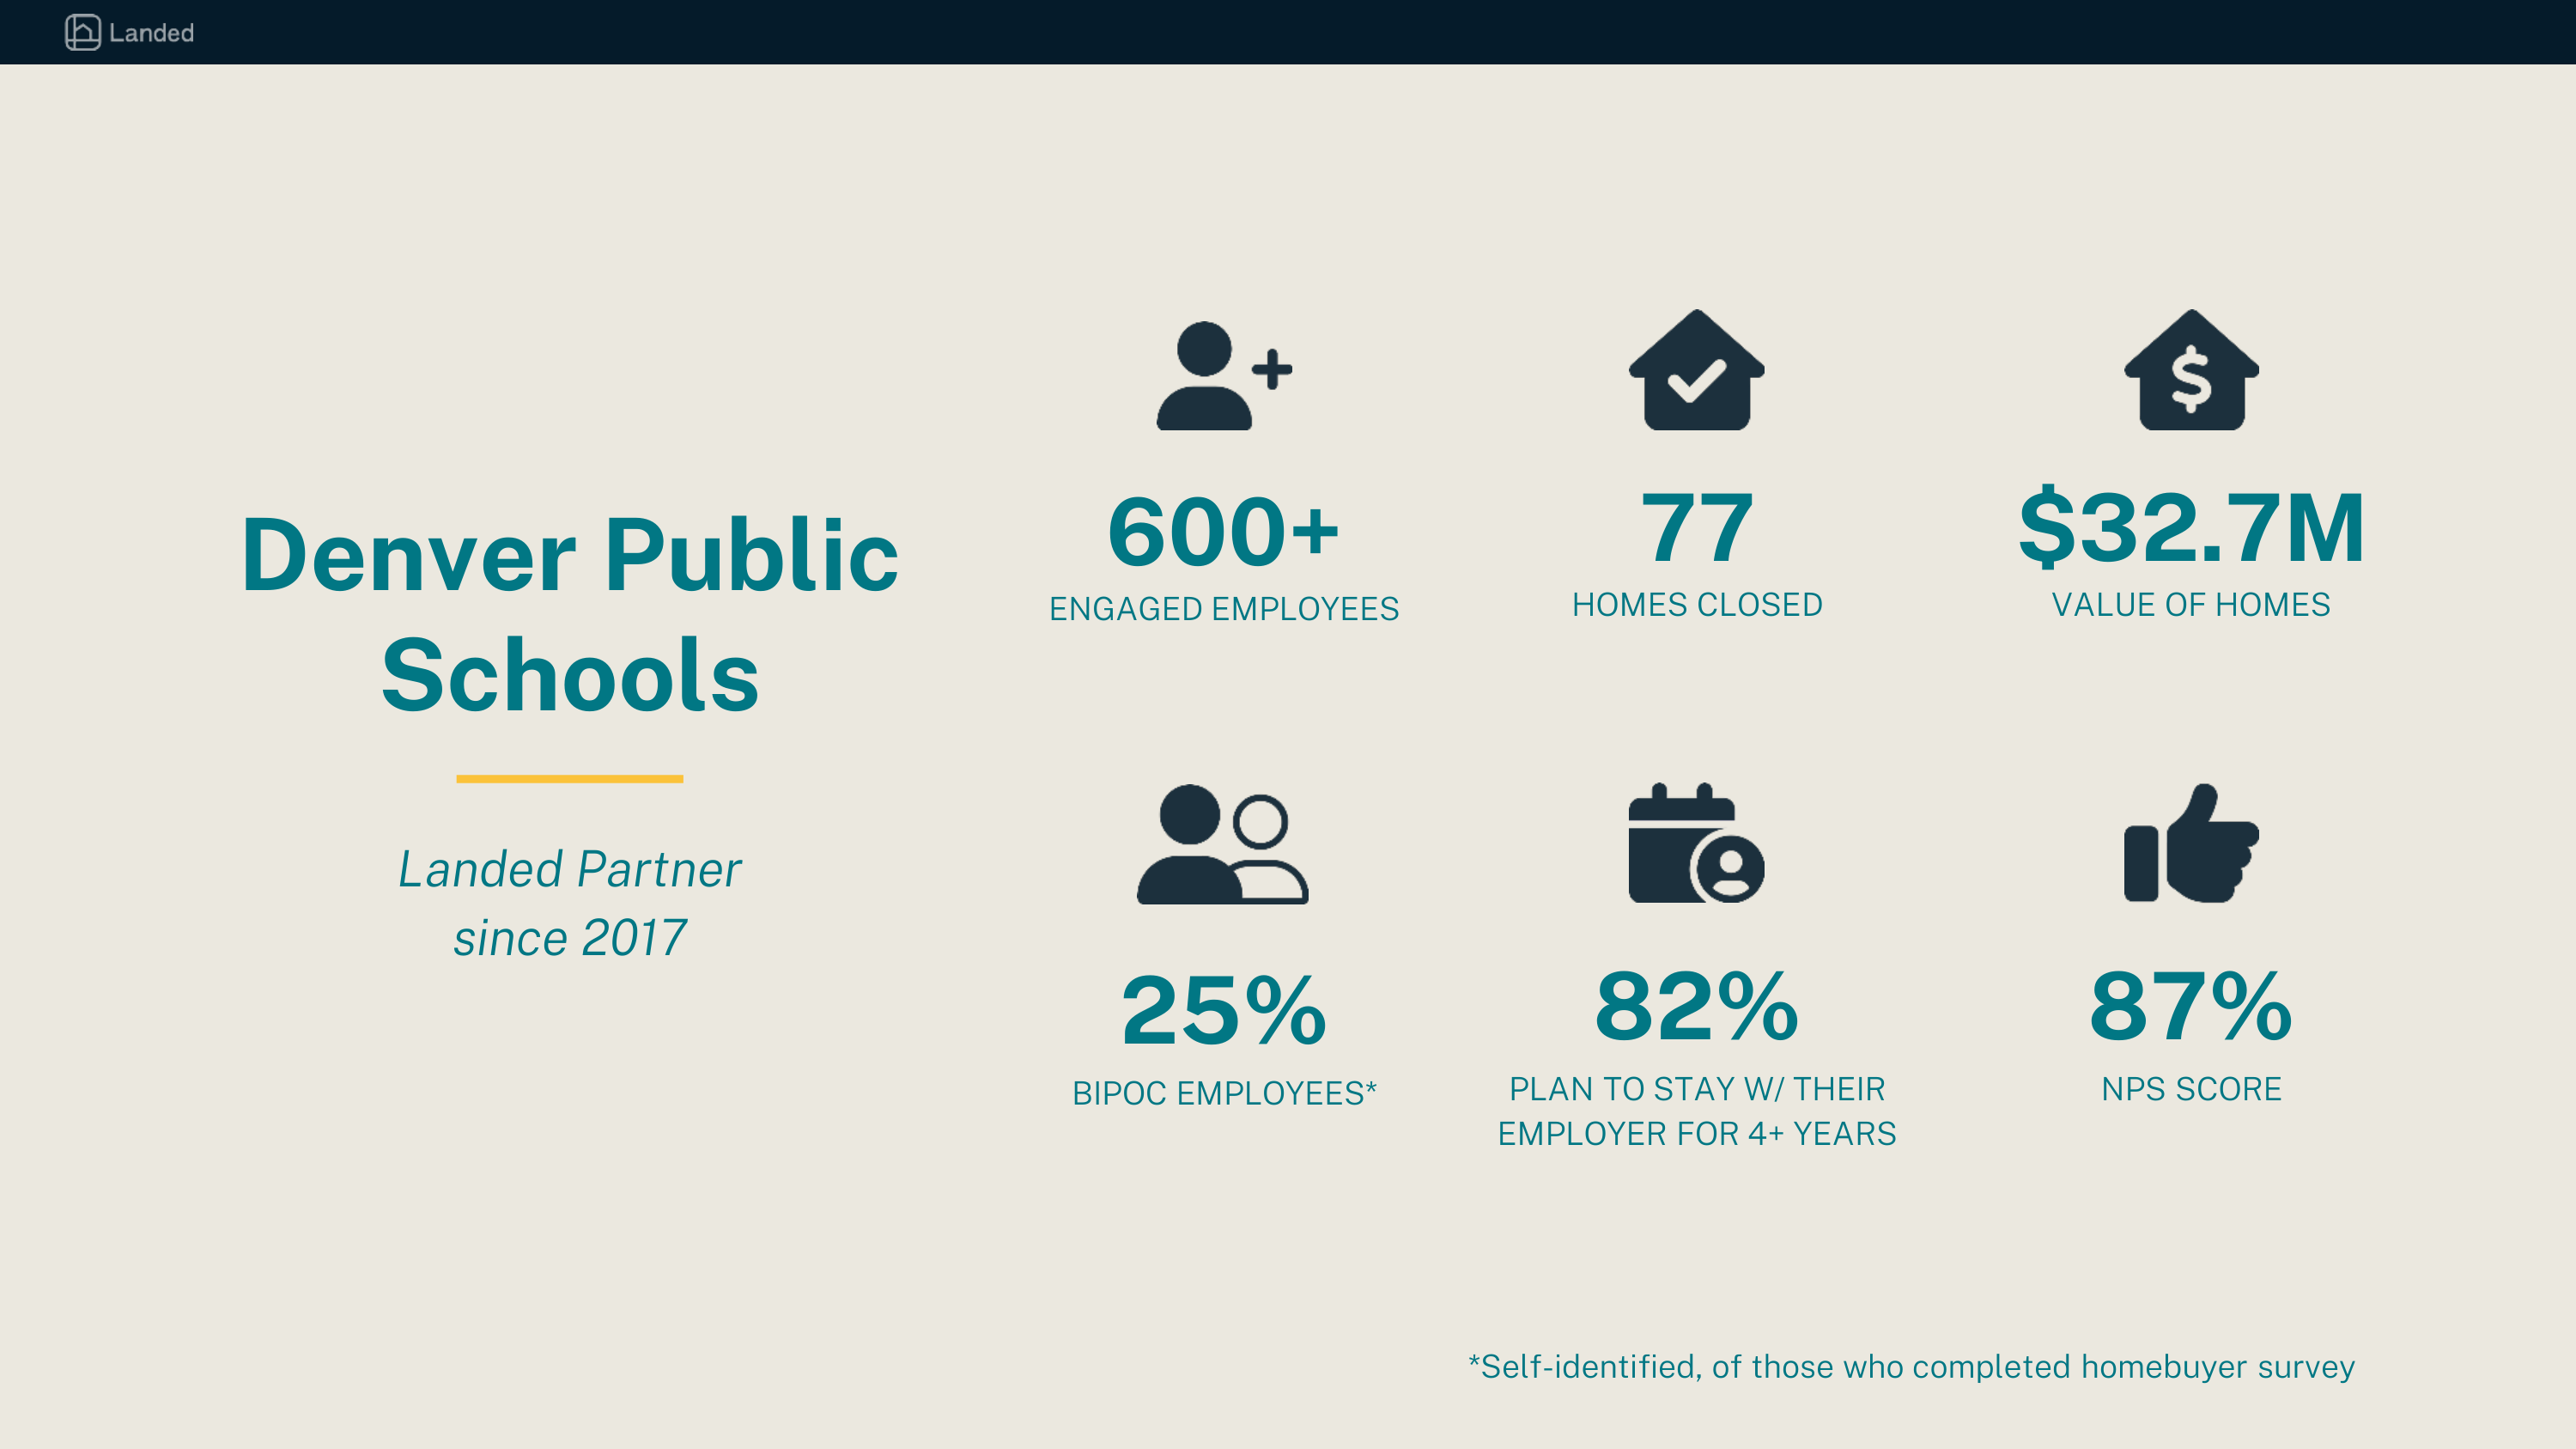 Landed
Denver Public
Schools
Landed Partner
since 2017
600+
ENGAGED EMPLOYEES
77
HOMES CLOSED
$32.7M
VALUE OF HOMES
25%
BIPOC EMPLOYEES*
82%
PLAN TO STAY W/ THEIR
EMPLOYER FOR 4+ YEARS
87%
NPS SCORE
*Self-identified, of those who completed homebuyer survey